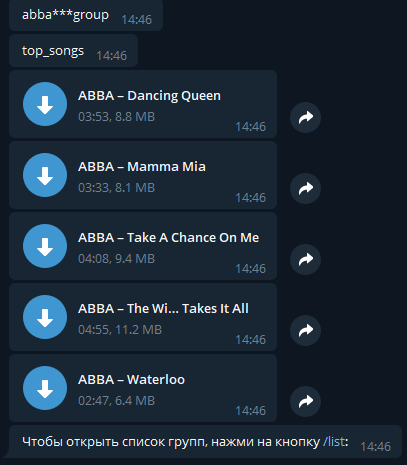 abba***group 14:46
top_songs 14:46
ABBA – Dancing Queen
03:53, 8.8 MB
14:46
ABBA – Mamma Mia
03:33, 8.1 MB
14:46
ABBA – Take A Chance On Me
04:08, 9.4 MB
14:46
ABBA – The Wi... Takes It All
04:55, 11.2 MB
14:46
ABBA – Waterloo
02:47, 6.4 MB
14:46
Чтобы открыть список групп, нажми на кнопку /list: 14:46